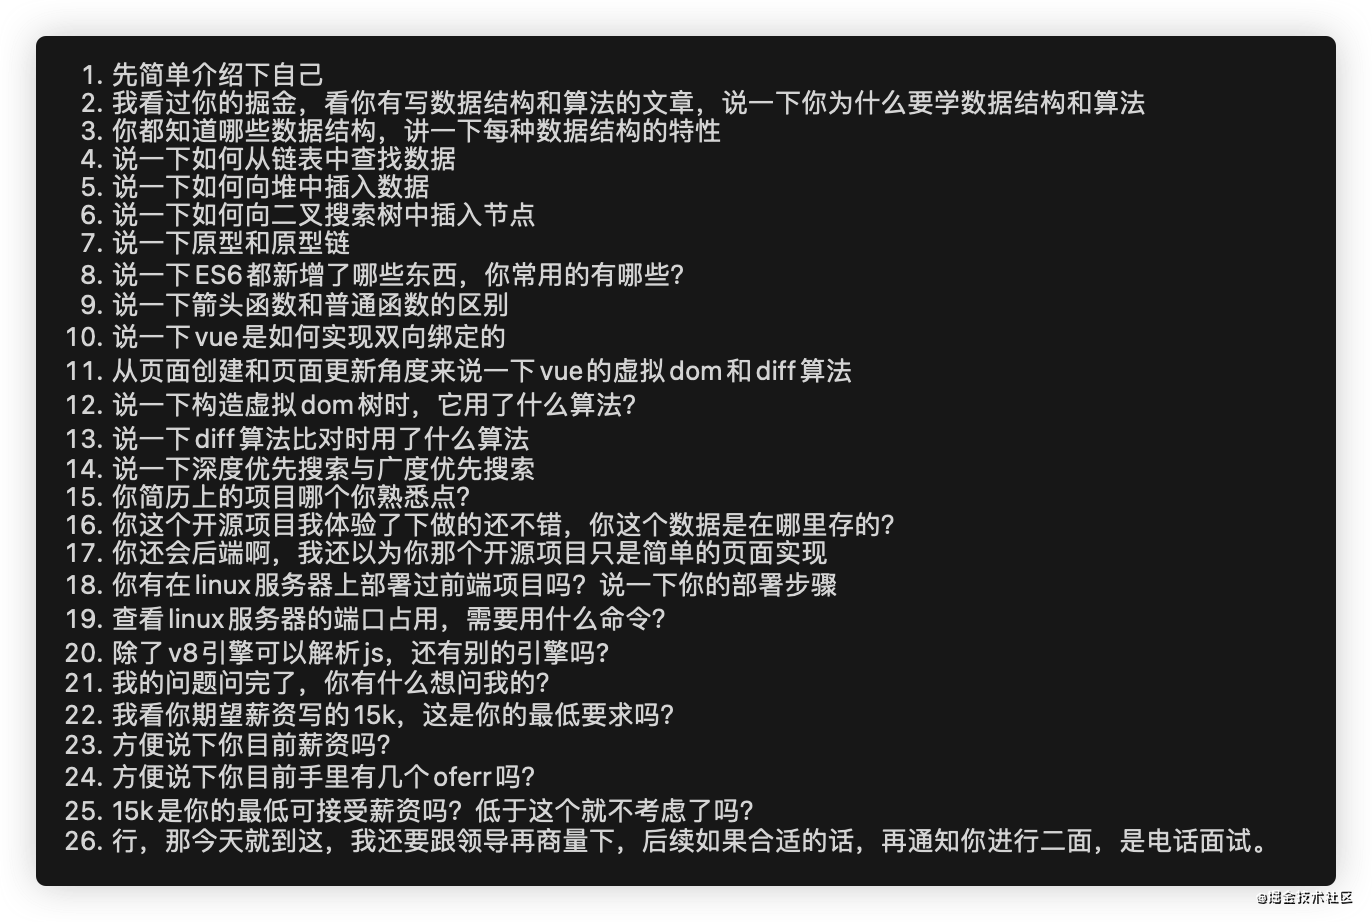 1. 先简单介绍下自己
2. 我看过你的掘金，看你有写数据结构和算法的文章，说一下你为什么要学数据结构和算法
3. 你都知道哪些数据结构，讲一下每种数据结构的特性
4. 说一下如何从链表中查找数据
5. 说一下如何向堆中插入数据
6. 说一下如何向二叉搜索树中插入节点
7. 说一下原型和原型链
8. 说一下ES6都新增了哪些东西，你常用的有哪些?
9. 说一下箭头函数和普通函数的区别
10. 说一下vue是如何实现双向绑定的
11. 从页面创建和页面更新角度来说一下vue的虚拟dom和diff算法
12. 说一下构造虚拟dom树时，它用了什么算法?
13. 说一下diff算法比对时用了什么算法
14. 说一下深度优先搜索与广度优先搜索
15. 你简历上的项目哪个你熟悉点?
16. 你这个开源项目我体验了下做的还不错，你这个数据是在哪里存的?
17. 你还会后端啊，我还以为你那个开源项目只是简单的页面实现
18. 你有在linux服务器上部署过前端项目吗？说一下你的部署步骤
19. 查看linux服务器的端口占用，需要用什么命令?
20. 除了v8引擎可以解析js，还有别的引擎吗?
21. 我的问题问完了，你有什么想问我的?
22. 我看你期望薪资写的15k，这是你的最低要求吗?
23. 方便说下你目前薪资吗?
24. 方便说下你目前手里有几个oferr吗?
25. 15k是你的最低可接受薪资吗？低于这个就不考虑了吗?
26. 行，那今天就到这，我还要跟领导再商量下，后续如果合适的话，再通知你进行二面，是电话面试。
@掘金技术社区